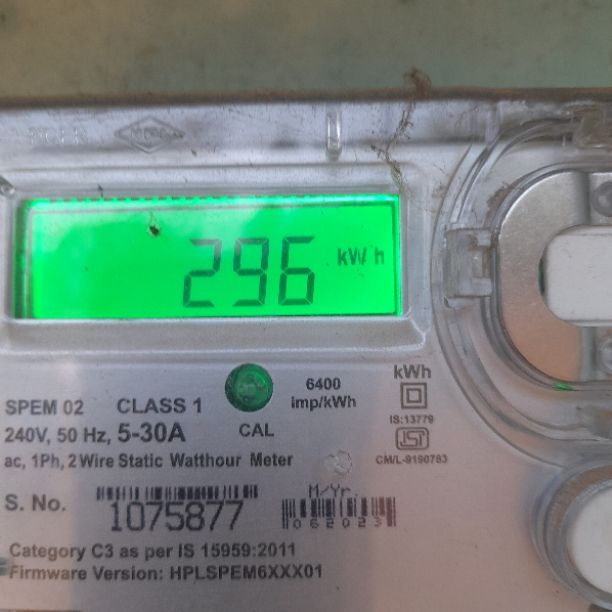 296 kWh
kWh
6400
imp/kWh
SPEM 02 CLASS 1
IS:13779
240V, 50 Hz, 5-30A CAL
ac, 1Ph, 2 Wire Static Watthour Meter
CM/L-9190783
S. No. 1075877
M/Yr.
062023
Category C3 as per IS 15959:2011
Firmware Version: HPLSPEM6XXX01